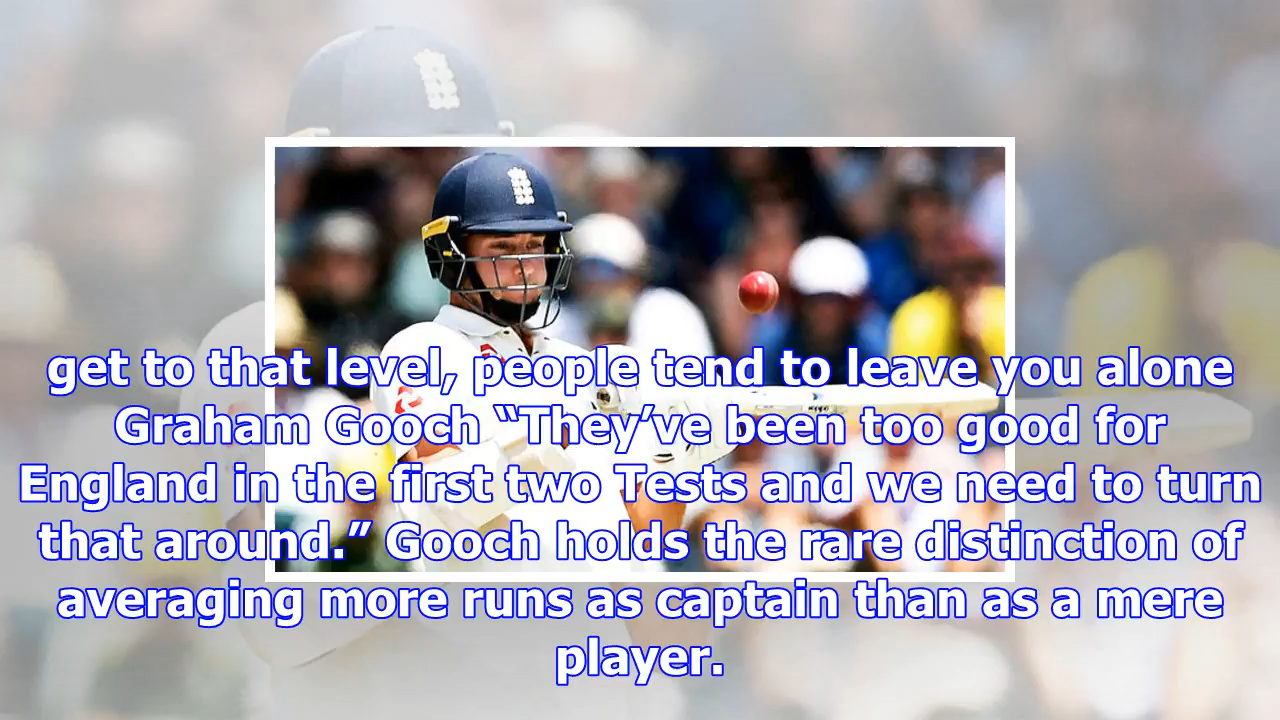 get to that level, people tend to leave you alone
Graham Gooch “They’ve been too good for
England in the first two Tests and we need to turn
that around.” Gooch holds the rare distinction of
averaging more runs as captain than as a mere
player.